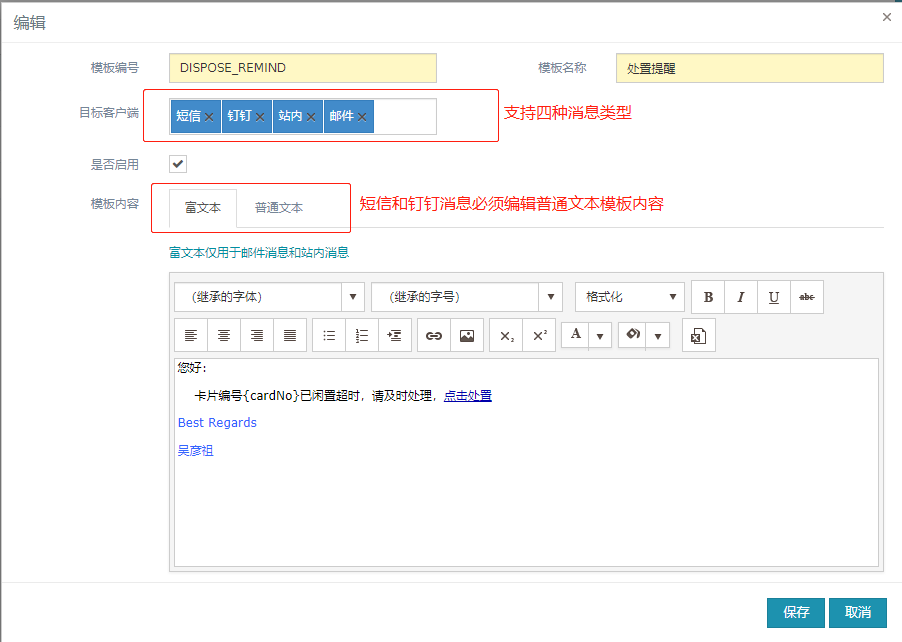 编辑 ×
模板编号 DISPOSE_REMIND 模板名称 处置提醒
目标客户端 短信× 钉钉× 站内× 邮件× 支持四种消息类型
是否启用
模板内容 富文本 普通文本 短信和钉钉消息必须编辑普通文本模板内容
富文本仅用于邮件消息和站内消息
(继承的字体) (继承的字号) 格式化 B I U abc
X₂ X² A
您好：
卡片编号{cardNo}已闲置超时，请及时处理，点击处置
Best Regards
吴彦祖
保存 取消